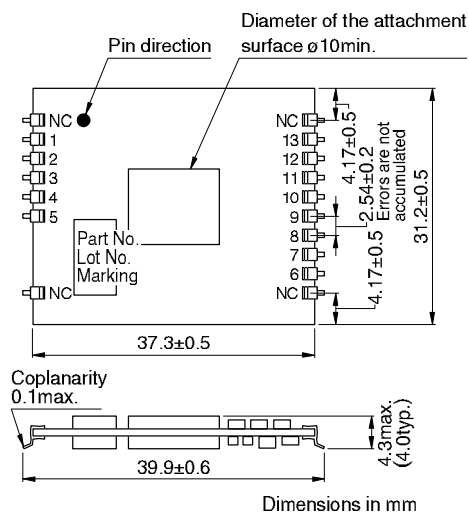 Diameter of the attachment
surface ø10min.
Pin direction
NC
1
2
3
4
5
NC
Part No.
Lot No.
Marking
NC
13
12
11
10
9
8
7
6
NC
4.17±0.5
2.54±0.2
Errors are not
accumulated
4.17±0.5
31.2±0.5
37.3±0.5
Coplanarity
0.1max.
4.3max.
(4.0typ.)
39.9±0.6
Dimensions in mm